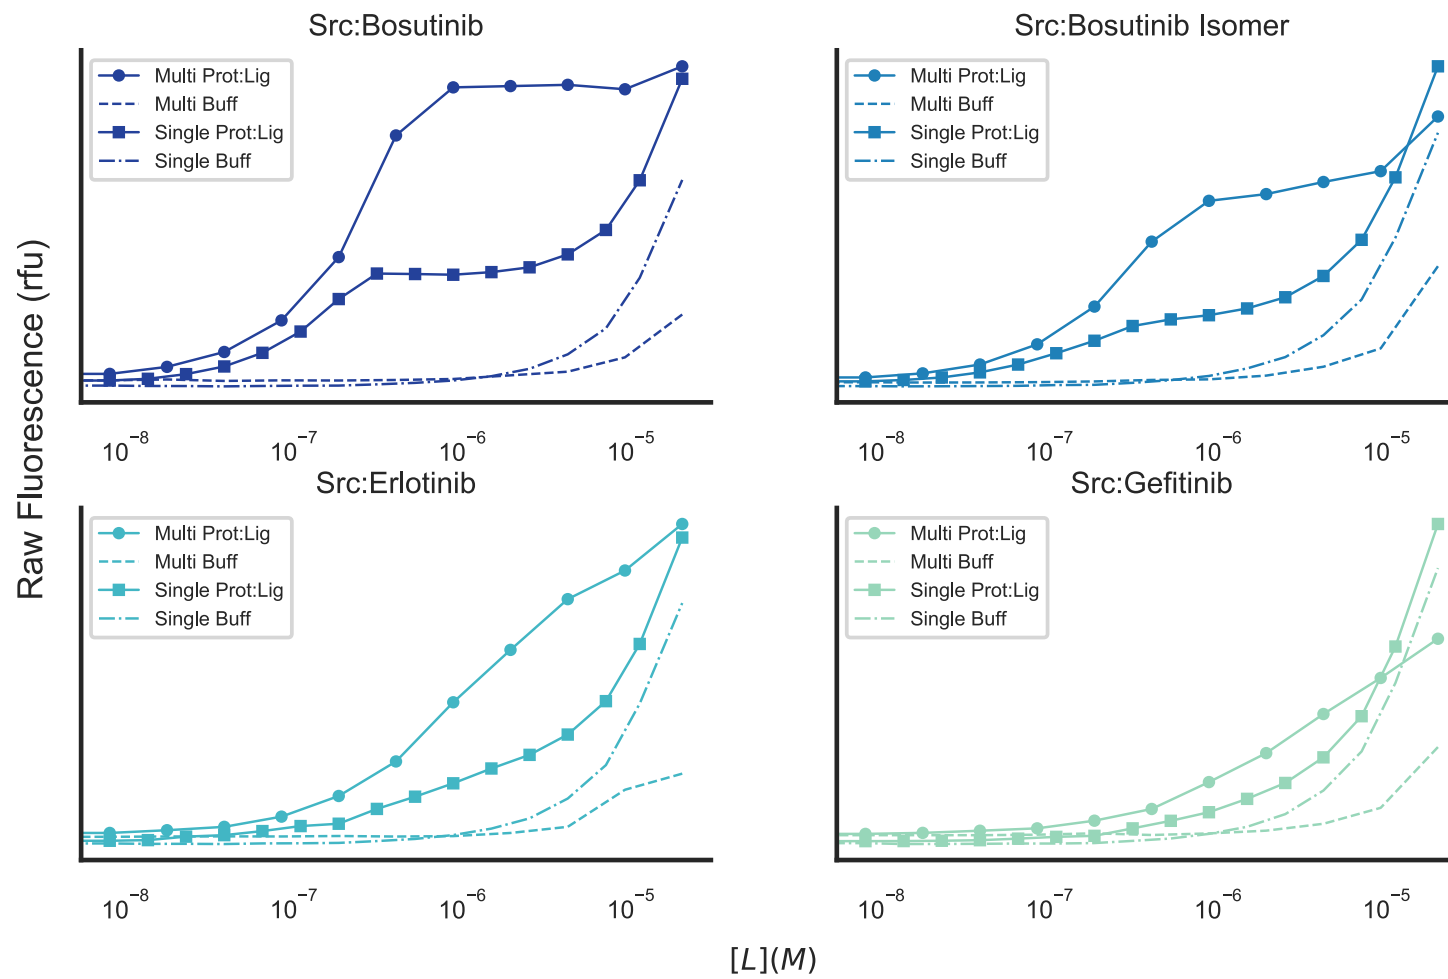 Src:Bosutinib
Multi Prot:Lig
Multi Buff
Single Prot:Lig
Single Buff
10⁻⁸ 10⁻⁷ 10⁻⁶ 10⁻⁵
Src:Bosutinib Isomer
Multi Prot:Lig
Multi Buff
Single Prot:Lig
Single Buff
10⁻⁸ 10⁻⁷ 10⁻⁶ 10⁻⁵
Raw Fluorescence (rfu)
Src:Erlotinib
Multi Prot:Lig
Multi Buff
Single Prot:Lig
Single Buff
10⁻⁸ 10⁻⁷ 10⁻⁶ 10⁻⁵
Src:Gefitinib
Multi Prot:Lig
Multi Buff
Single Prot:Lig
Single Buff
10⁻⁸ 10⁻⁷ 10⁻⁶ 10⁻⁵
[L](M)